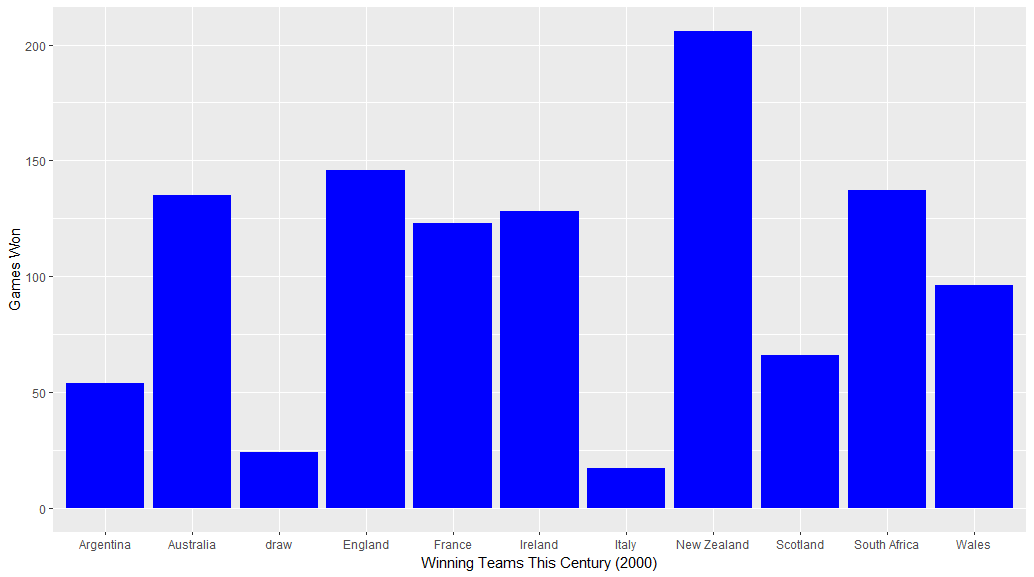 200
150
100
50
0
Games Won
Argentina Australia draw England France Ireland Italy New Zealand Scotland South Africa Wales
Winning Teams This Century (2000)